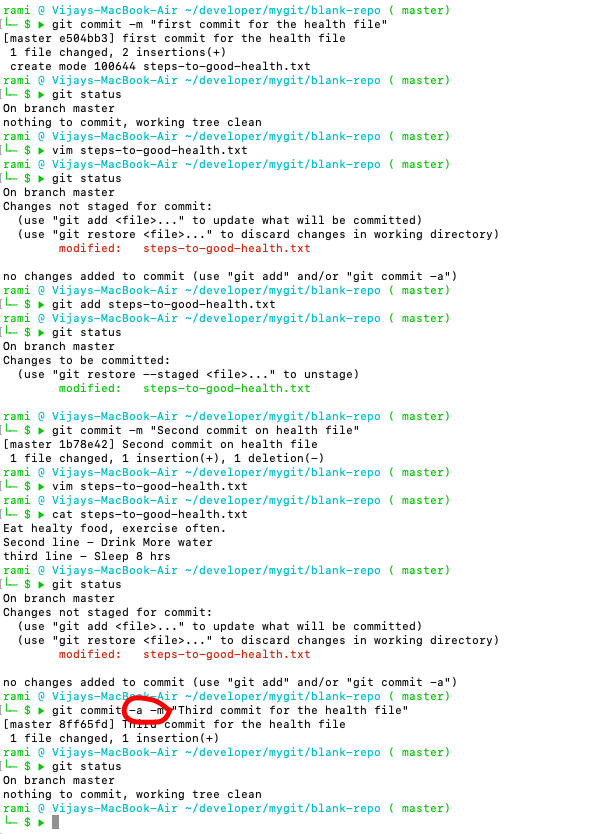 rami @ Vijays-MacBook-Air ~/developer/mygit/blank-repo ( master)
[└─ $ ▶ git commit -m "first commit for the health file"
[master e504bb3] first commit for the health file
 1 file changed, 2 insertions(+)
 create mode 100644 steps-to-good-health.txt
rami @ Vijays-MacBook-Air ~/developer/mygit/blank-repo ( master)
[└─ $ ▶ git status
On branch master
nothing to commit, working tree clean
rami @ Vijays-MacBook-Air ~/developer/mygit/blank-repo ( master)
[└─ $ ▶ vim steps-to-good-health.txt
rami @ Vijays-MacBook-Air ~/developer/mygit/blank-repo ( master)
[└─ $ ▶ git status
On branch master
Changes not staged for commit:
  (use "git add <file>..." to update what will be committed)
  (use "git restore <file>..." to discard changes in working directory)
        modified:   steps-to-good-health.txt

no changes added to commit (use "git add" and/or "git commit -a")
rami @ Vijays-MacBook-Air ~/developer/mygit/blank-repo ( master)
[└─ $ ▶ git add steps-to-good-health.txt
rami @ Vijays-MacBook-Air ~/developer/mygit/blank-repo ( master)
[└─ $ ▶ git status
On branch master
Changes to be committed:
  (use "git restore --staged <file>..." to unstage)
        modified:   steps-to-good-health.txt

rami @ Vijays-MacBook-Air ~/developer/mygit/blank-repo ( master)
[└─ $ ▶ git commit -m "Second commit on health file"
[master 1b78e42] Second commit on health file
 1 file changed, 1 insertion(+), 1 deletion(-)
rami @ Vijays-MacBook-Air ~/developer/mygit/blank-repo ( master)
[└─ $ ▶ vim steps-to-good-health.txt
rami @ Vijays-MacBook-Air ~/developer/mygit/blank-repo ( master)
[└─ $ ▶ cat steps-to-good-health.txt
Eat healty food, exercise often.
Second line - Drink More water
third line - Sleep 8 hrs
rami @ Vijays-MacBook-Air ~/developer/mygit/blank-repo ( master)
[└─ $ ▶ git status
On branch master
Changes not staged for commit:
  (use "git add <file>..." to update what will be committed)
  (use "git restore <file>..." to discard changes in working directory)
        modified:   steps-to-good-health.txt

no changes added to commit (use "git add" and/or "git commit -a")
rami @ Vijays-MacBook-Air ~/developer/mygit/blank-repo ( master)
[└─ $ ▶ git commit -a -m "Third commit for the health file"
[master 8ff65fd] Third commit for the health file
 1 file changed, 1 insertion(+)
rami @ Vijays-MacBook-Air ~/developer/mygit/blank-repo ( master)
[└─ $ ▶ git status
On branch master
nothing to commit, working tree clean
rami @ Vijays-MacBook-Air ~/developer/mygit/blank-repo ( master)
└─ $ ▶